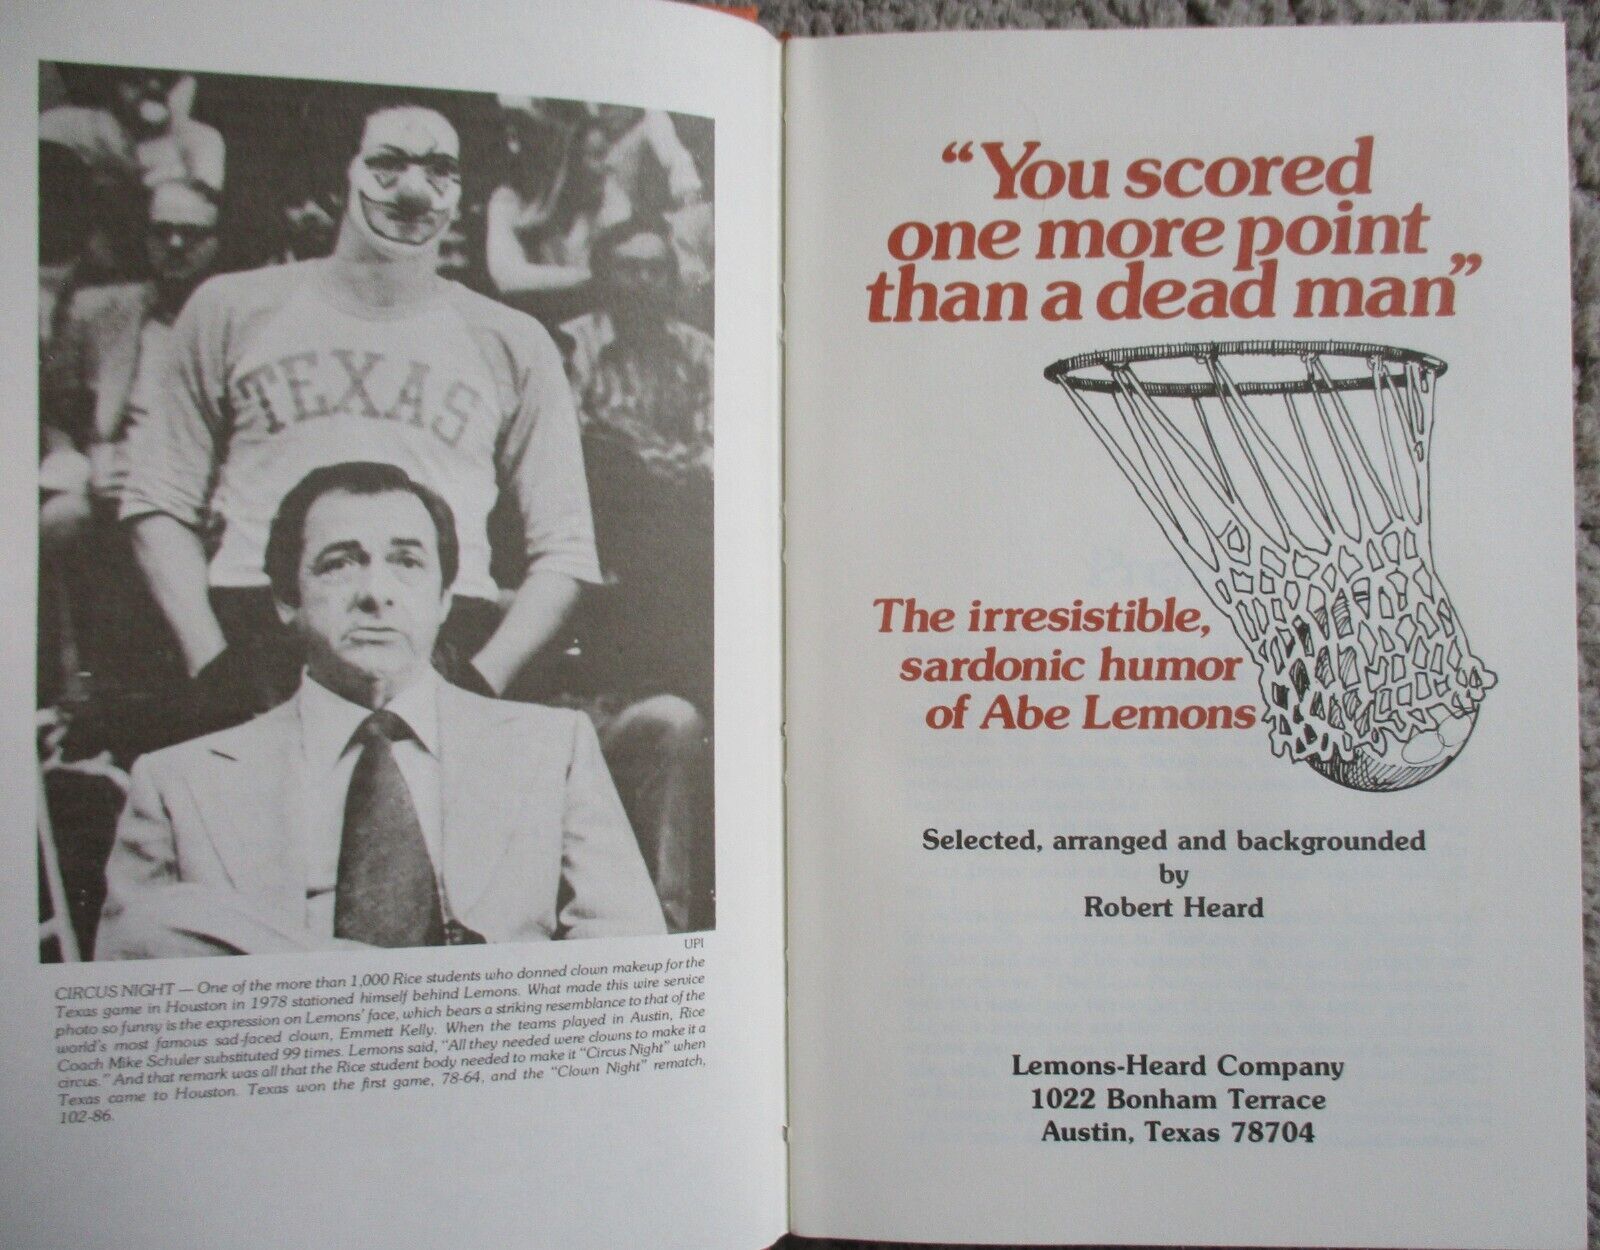 TEXAS
UPI
CIRCUS NIGHT — One of the more than 1,000 Rice students who donned clown makeup for the
Texas game in Houston in 1978 stationed himself behind Lemons. What made this wire service
photo so funny is the expression on Lemons' face, which bears a striking resemblance to that of the
world's most famous sad-faced clown, Emmett Kelly. When the teams played in Austin, Rice
Coach Mike Schuler substituted 99 times. Lemons said, "All they needed were clowns to make it a
circus." And that remark was all that the Rice student body needed to make it "Circus Night" when
Texas came to Houston. Texas won the first game, 78-64, and the "Clown Night" rematch,
102-86.
“You scored
one more point
than a dead man”
The irresistible,
sardonic humor
of Abe Lemons
Selected, arranged and backgrounded
by
Robert Heard
Lemons-Heard Company
1022 Bonham Terrace
Austin, Texas 78704